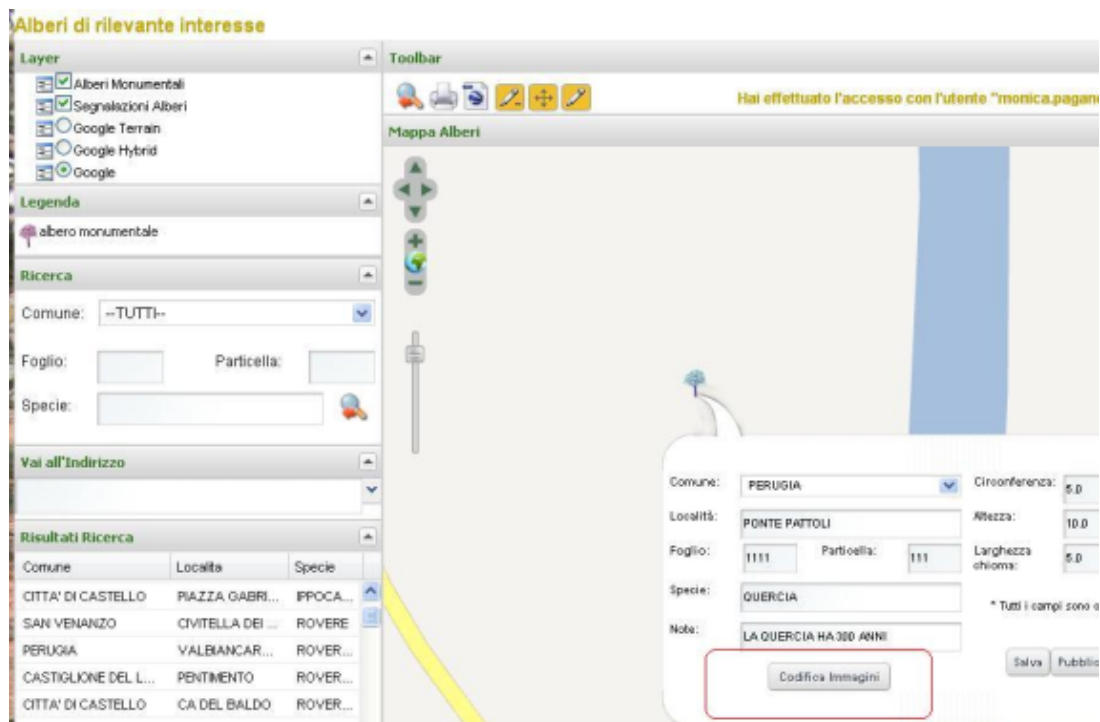 Alberi di rilevante interesse
Layer
Alberi Monumentali
Segnalazioni Alberi
Google Terrain
Google Hybrid
Google
Legenda
albero monumentale
Ricerca
Comune: --TUTTI--
Foglio: Particella:
Specie:
Vai all'Indirizzo
Risultati Ricerca
Comune Localita Specie
CITTA' DI CASTELLO PIAZZA GABRI... IPPOCA...
SAN VENANZO CIVITELLA DEI ... ROVERE
PERUGIA VALBIANCAR... ROVER...
CASTIGLIONE DEL L... PENTIMENTO ROVER...
CITTA' DI CASTELLO CA DEL BALDO ROVER...
Toolbar
Hai effettuato l'accesso con l'utente "monica.pagan
Mappa Alberi
Comune: PERUGIA Circonferenza: 5.0
Località: PONTE PATTOLI Altezza: 10.0
Foglio: 1111 Particella: 111 Larghezza chioma: 5.0
Specie: QUERCIA
* Tutti i campi sono o
Note: LA QUERCIA HA 300 ANNI
Salva Pubblic
Codifica Immagini